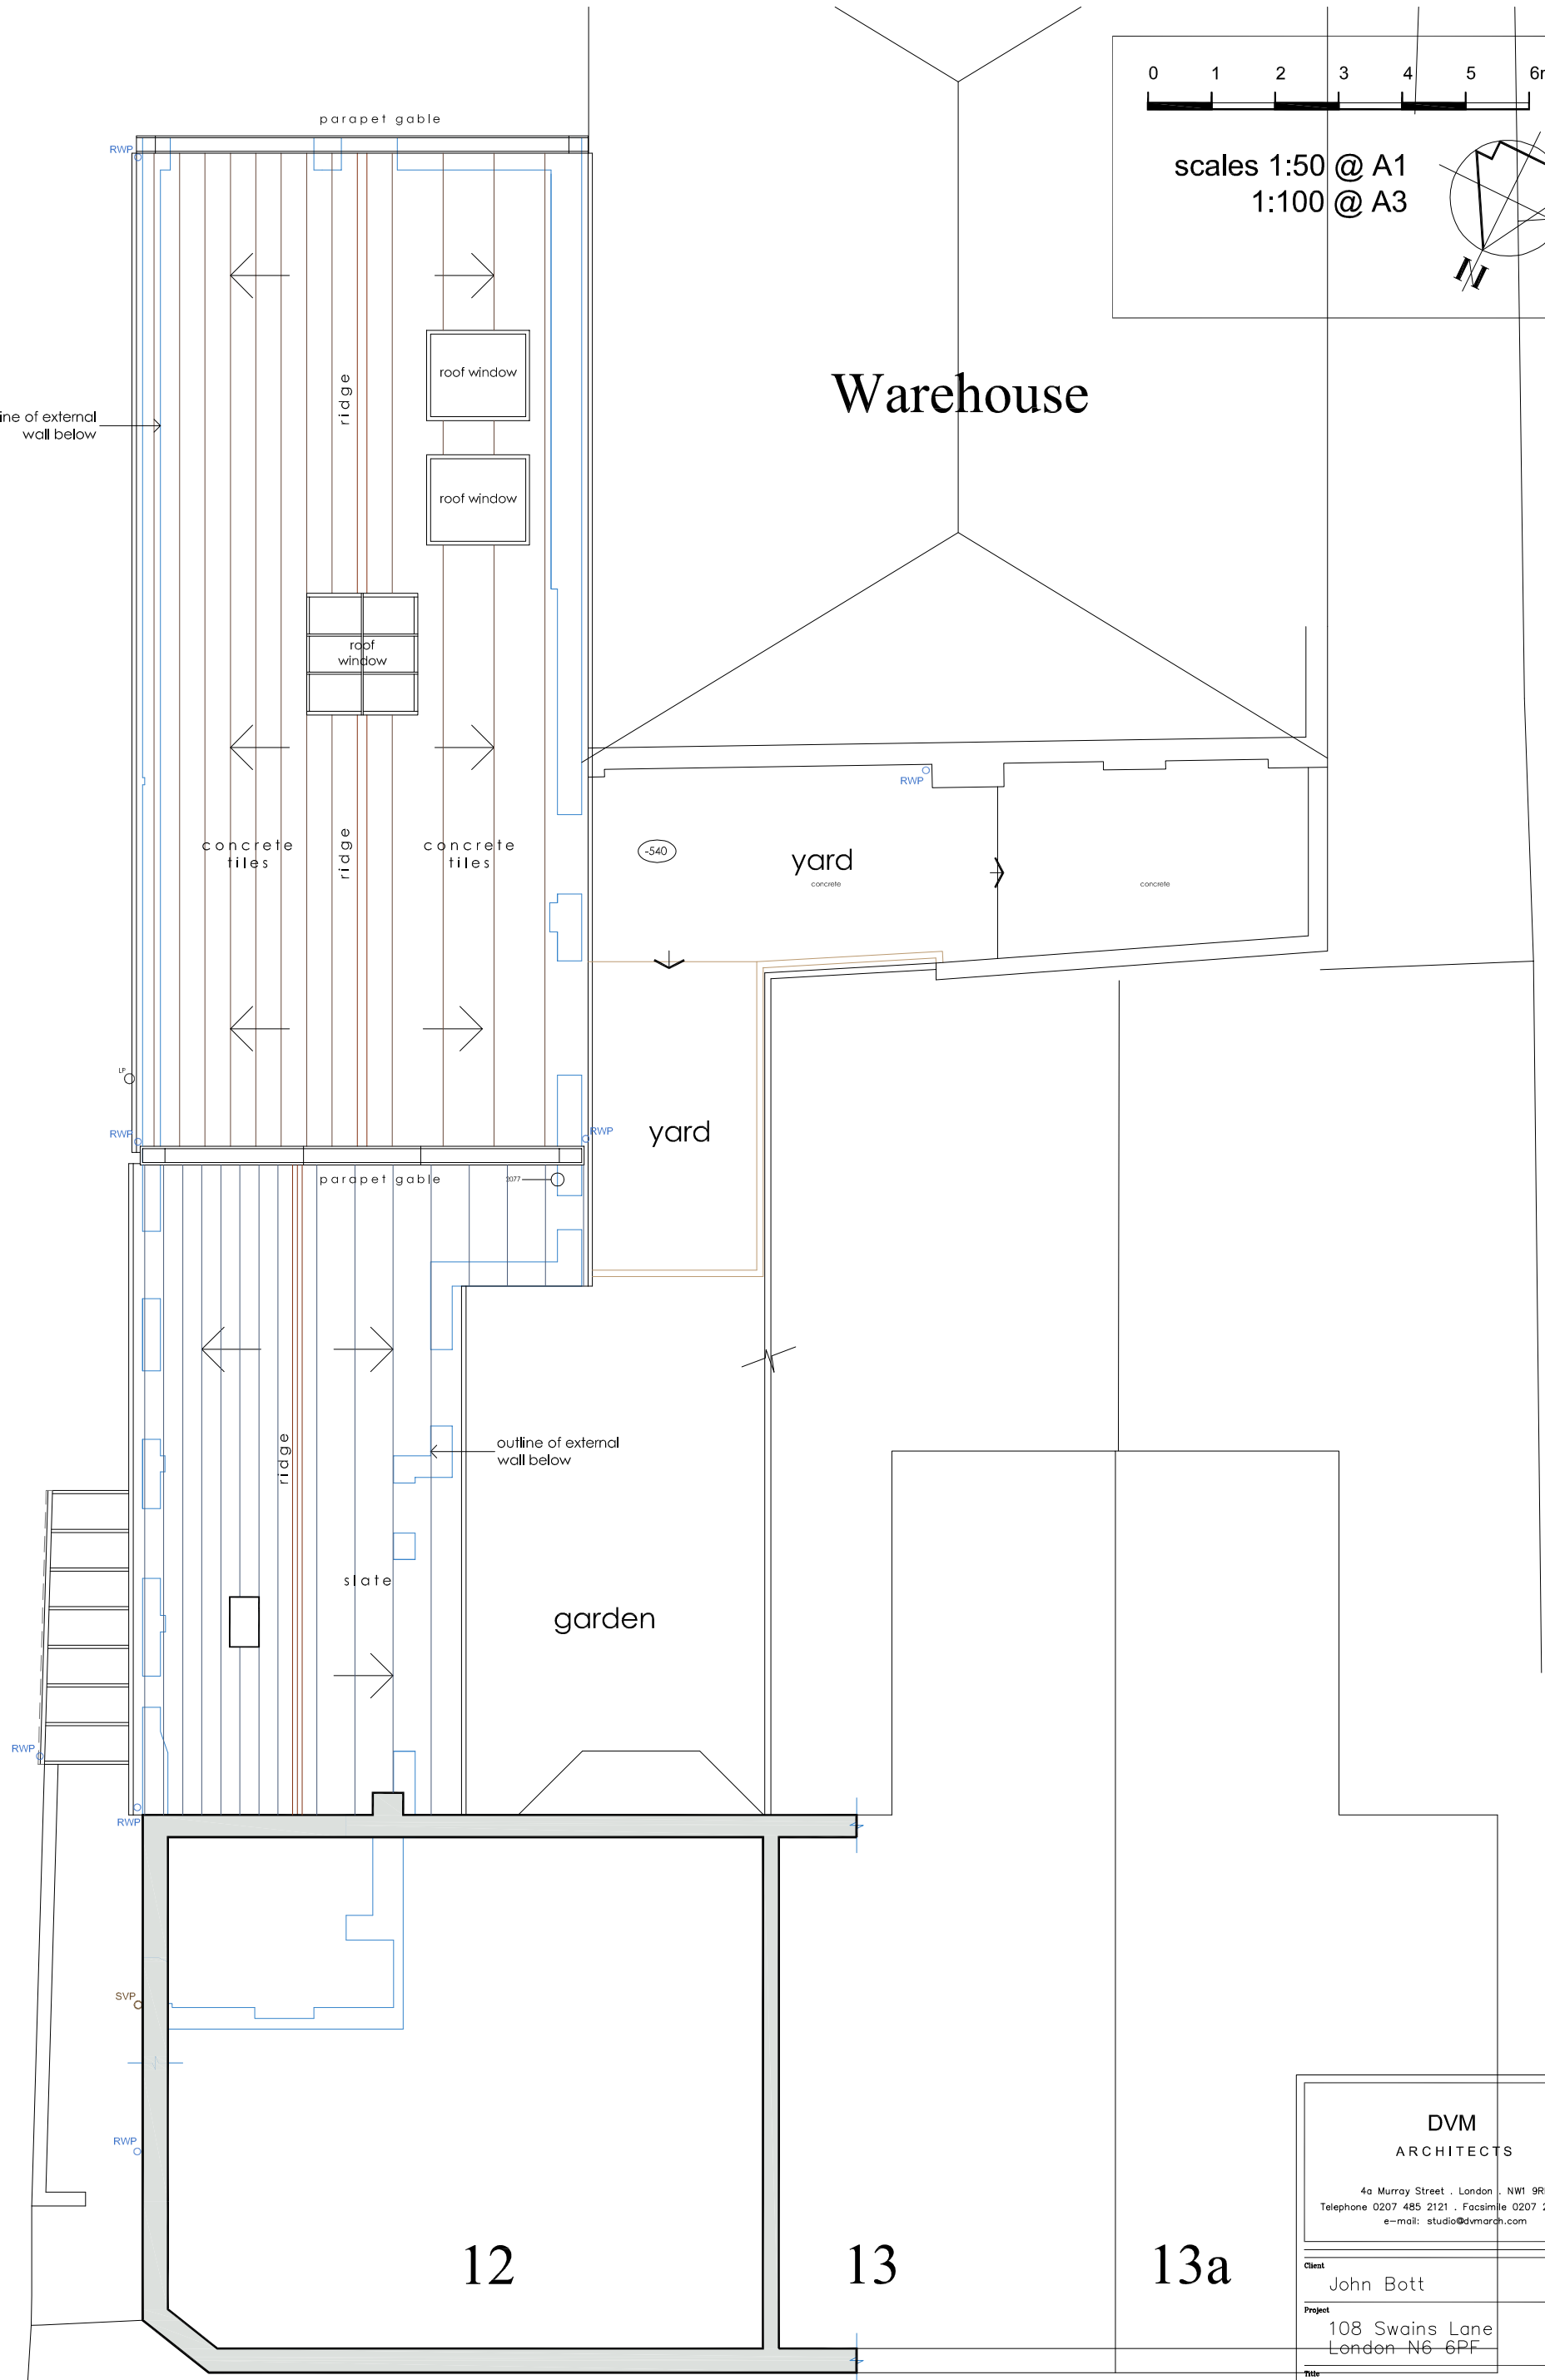 parapet gable
RWP
0 1 2 3 4 5
scales 1:50 @ A1
1:100 @ A3
N
ridge
roof window
Warehouse
of external
wall below
roof window
roof
window
RWP
concrete
tiles
ridge
concrete
tiles
-540
yard
concrete
concrete
LP
RWP
RWP
yard
parapet gable
ridge
outline of external
wall below
slate
garden
RWP
RWP
SVP
RWP
DVM
ARCHITECTS
4a Murray Street . London . NW1
Telephone 0207 485 2121 . Facsimile 0207
e-mail: studio@dvmarch.com
12
13
13a
Client
John Bott
Project
108 Swains Lane
London N6 6PF
Title